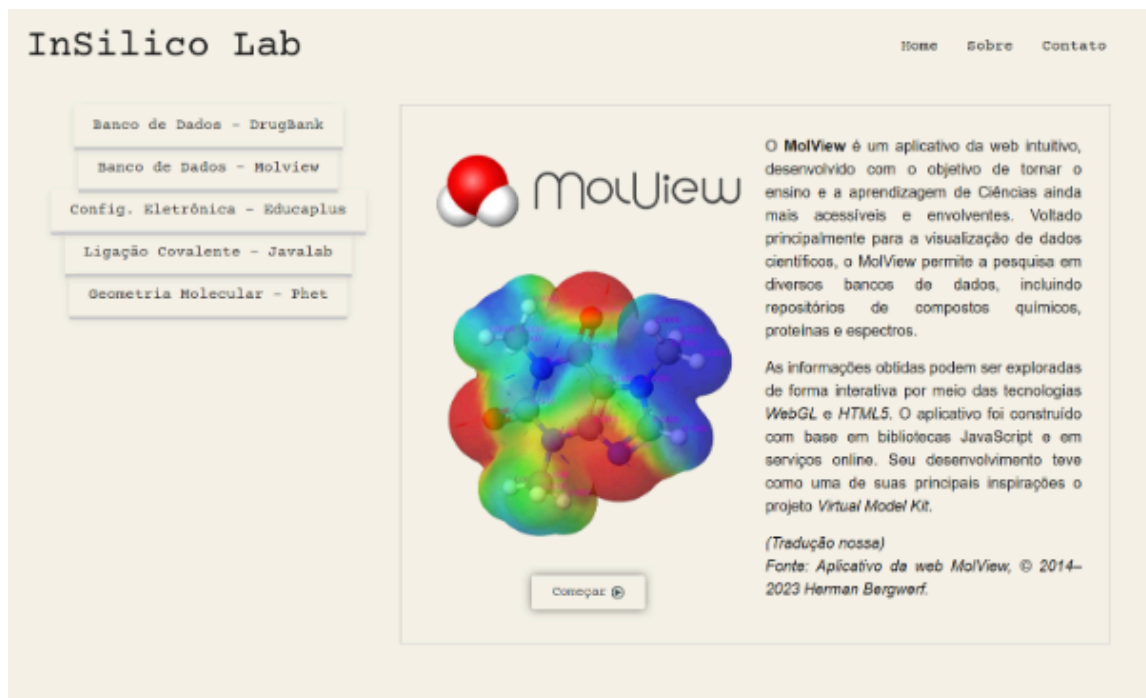 InSilico Lab
Home Sobre Contato
Banco de Dados - DrugBank
Banco de Dados - Molview
Config. Eletrônica - Educaplus
Ligação Covalente - Javalab
Geometria Molecular - Phet
MolView
Começar
O MolView é um aplicativo da web intuitivo,
desenvolvido com o objetivo de tornar o
ensino e a aprendizagem de Ciências ainda
mais acessíveis e envolventes. Voltado
principalmente para a visualização de dados
científicos, o MolView permite a pesquisa em
diversos bancos de dados, incluindo
repositórios de compostos químicos,
proteínas e espectros.
As informações obtidas podem ser exploradas
de forma interativa por meio das tecnologias
WebGL e HTML5. O aplicativo foi construído
com base em bibliotecas JavaScript e em
serviços online. Seu desenvolvimento teve
como uma de suas principais inspirações o
projeto Virtual Model Kit.
(Tradução nossa)
Fonte: Aplicativo da web MolView, © 2014–
2023 Herman Bergwerf.